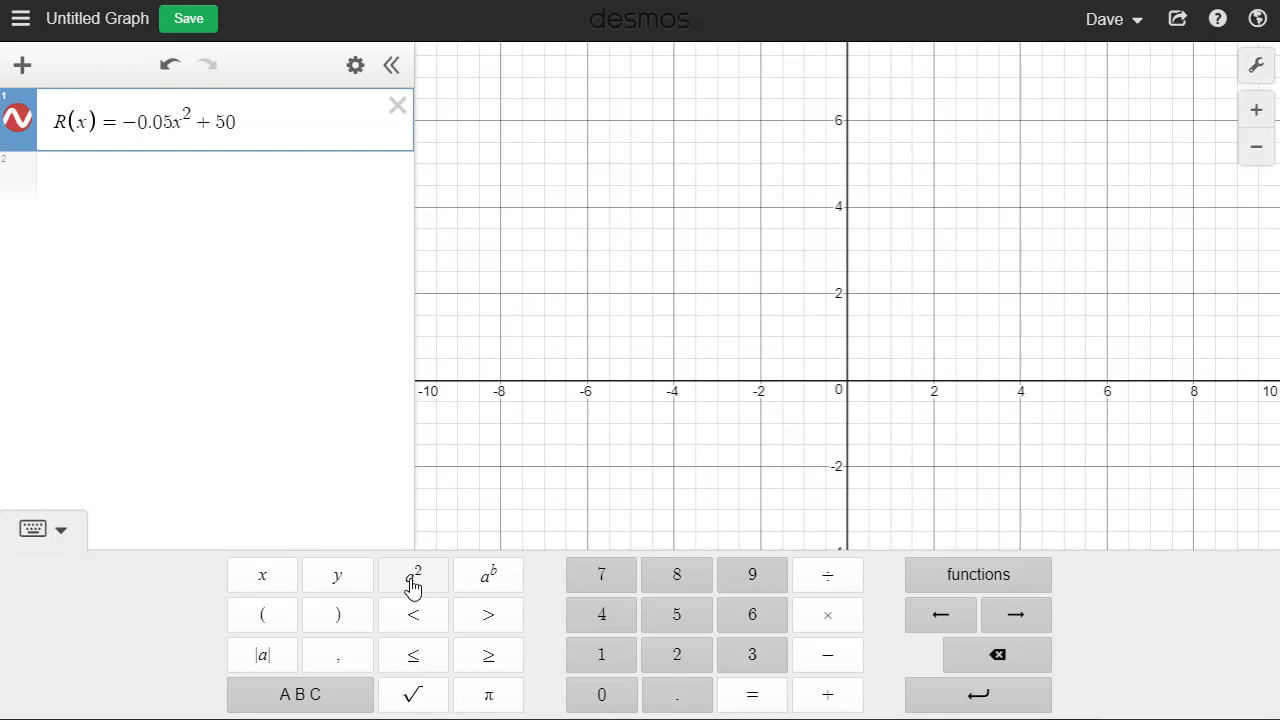 Untitled Graph Save desmos Dave
1
R(x) = −0.05x² + 50
2
6
4
2
-10 -8 -6 -4 -2 0 2 4 6 8 10
-2
x y a² aᵇ 7 8 9 ÷ functions
( ) < > 4 5 6 × ← →
|a| , ≤ ≥ 1 2 3 −
A B C √ π 0 . = +